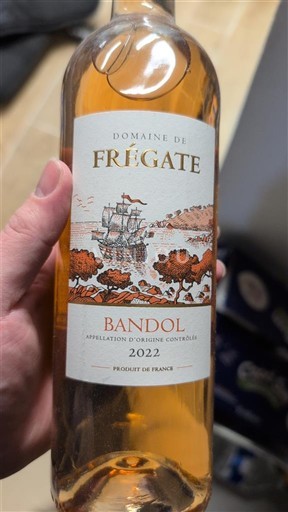 DOMAINE DE
FRÉGATE
BANDOL
APPELLATION D'ORIGINE CONTRÔLÉE
2022
PRODUIT DE FRANCE